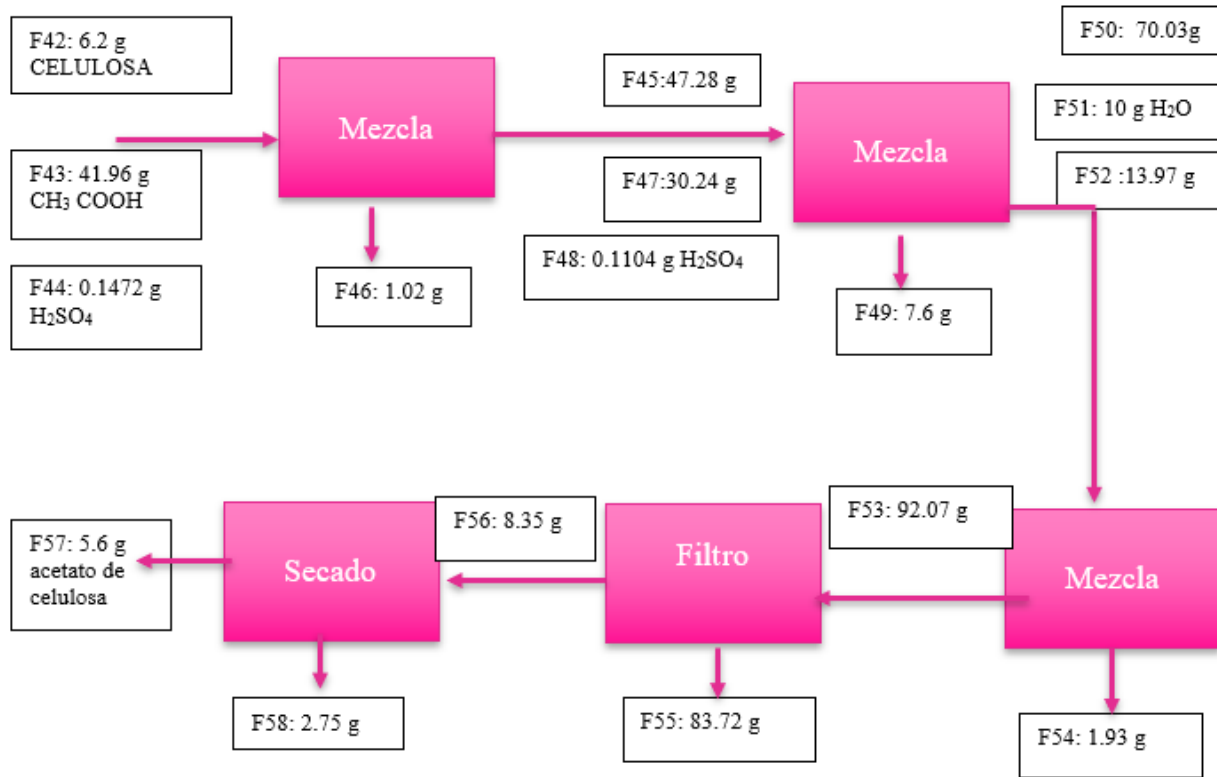 F42: 6.2 g
CELULOSA
F43: 41.96 g
CH₃ COOH
F44: 0.1472 g
H₂SO₄
Mezcla
F46: 1.02 g
F45:47.28 g
F47:30.24 g
F48: 0.1104 g H₂SO₄
Mezcla
F49: 7.6 g
F50: 70.03g
F51: 10 g H₂O
F52 :13.97 g
Mezcla
F54: 1.93 g
F53: 92.07 g
Filtro
F55: 83.72 g
F56: 8.35 g
Secado
F58: 2.75 g
F57: 5.6 g
acetato de
celulosa